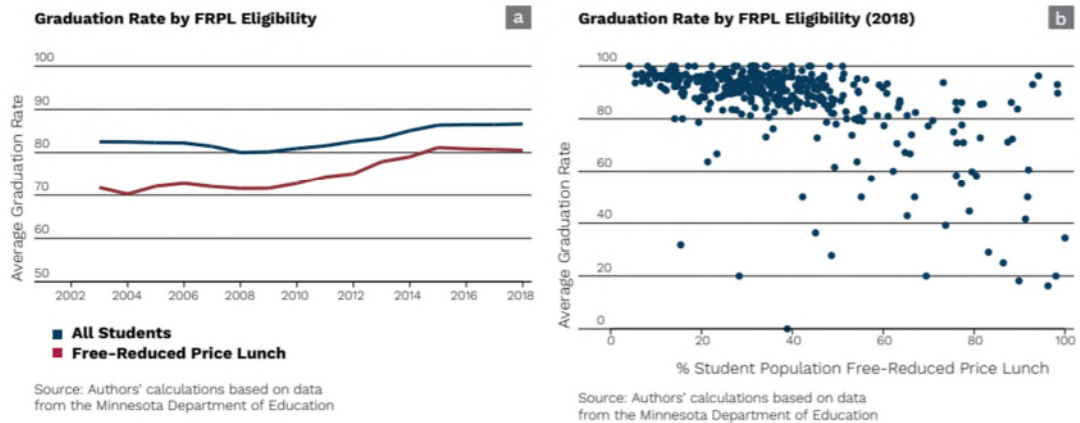 Graduation Rate by FRPL Eligibility
a
Average Graduation Rate
100
90
80
70
60
50
2002
2004
2006
2008
2010
2012
2014
2016
2018
All Students
Free-Reduced Price Lunch
Source: Authors' calculations based on data
from the Minnesota Department of Education
Graduation Rate by FRPL Eligibility (2018)
b
Average Graduation Rate
100
80
60
40
20
0
0
20
40
60
80
100
% Student Population Free-Reduced Price Lunch
Source: Authors' calculations based on data
from the Minnesota Department of Education